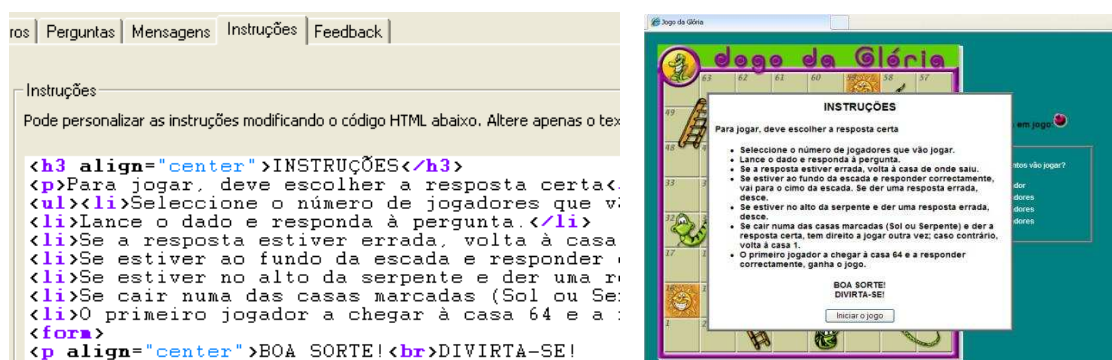 ros Perguntas Mensagens Instruções Feedback
Instruções
Pode personalizar as instruções modificando o código HTML abaixo. Altere apenas o tex
<h3 align="center">INSTRUÇÕES</h3>
<p>Para jogar, deve escolher a resposta certa<
<ul><li>Seleccione o número de jogadores que v
<li>Lance o dado e responda à pergunta.</li>
<li>Se a resposta estiver errada, volta à casa
<li>Se estiver ao fundo da escada e responder
<li>Se estiver no alto da serpente e der uma r
<li>Se cair numa das casas marcadas (Sol ou Se
<li>O primeiro jogador a chegar à casa 64 e a
<form>
<p align="center">BOA SORTE!<br>DIVIRTA-SE!
Jogo da Glória
Jogo da Glória
63 62 61 60 59 58 57
49
48
33
32
17
16
1 2
INSTRUÇÕES
Para jogar, deve escolher a resposta certa
• Seleccione o número de jogadores que vão jogar.
• Lance o dado e responda à pergunta.
• Se a resposta estiver errada, volta à casa de onde saiu.
• Se estiver ao fundo da escada e responder correctamente,
vai para o cimo da escada. Se der uma resposta errada,
desce.
• Se estiver no alto da serpente e der uma resposta errada,
desce.
• Se cair numa das casas marcadas (Sol ou Serpente) e der a
resposta certa, tem direito a jogar outra vez; caso contrário,
volta à casa 1.
• O primeiro jogador a chegar à casa 64 e a responder
correctamente, ganha o jogo.
BOA SORTE!
DIVIRTA-SE!
Iniciar o jogo
em jogo:
ntos vão jogar?
dor
dores
dores
dores